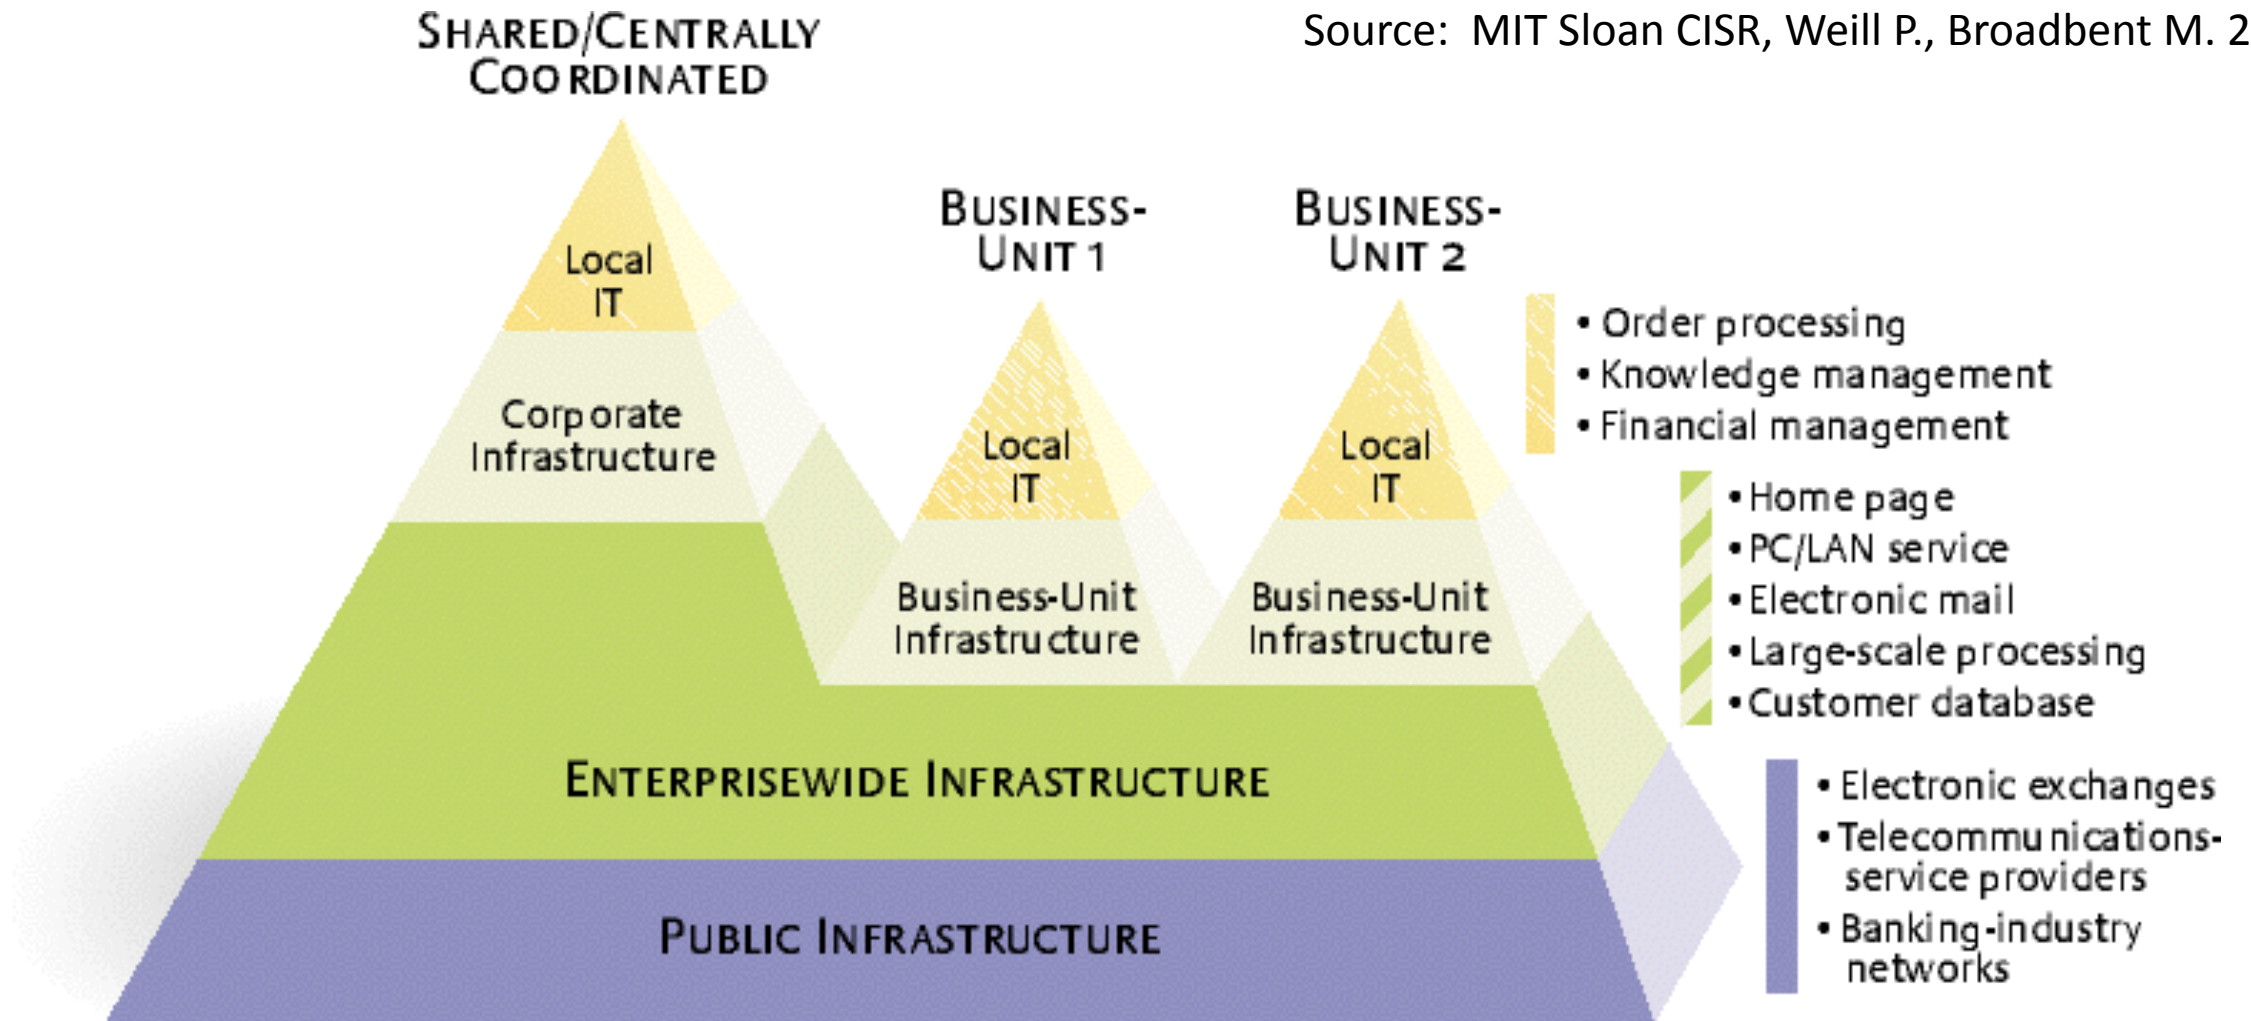 SHARED/CENTRALLY
COORDINATED
Source: MIT Sloan CISR, Weill P., Broadbent M. 2
BUSINESS-
UNIT 1
BUSINESS-
UNIT 2
Local
IT
Corporate
Infrastructure
Local
IT
Business-Unit
Infrastructure
Local
IT
Business-Unit
Infrastructure
ENTERPRISEWIDE INFRASTRUCTURE
PUBLIC INFRASTRUCTURE
• Order processing
• Knowledge management
• Financial management
• Home page
• PC/LAN service
• Electronic mail
• Large-scale processing
• Customer database
• Electronic exchanges
• Telecommunications-
service providers
• Banking-industry
networks